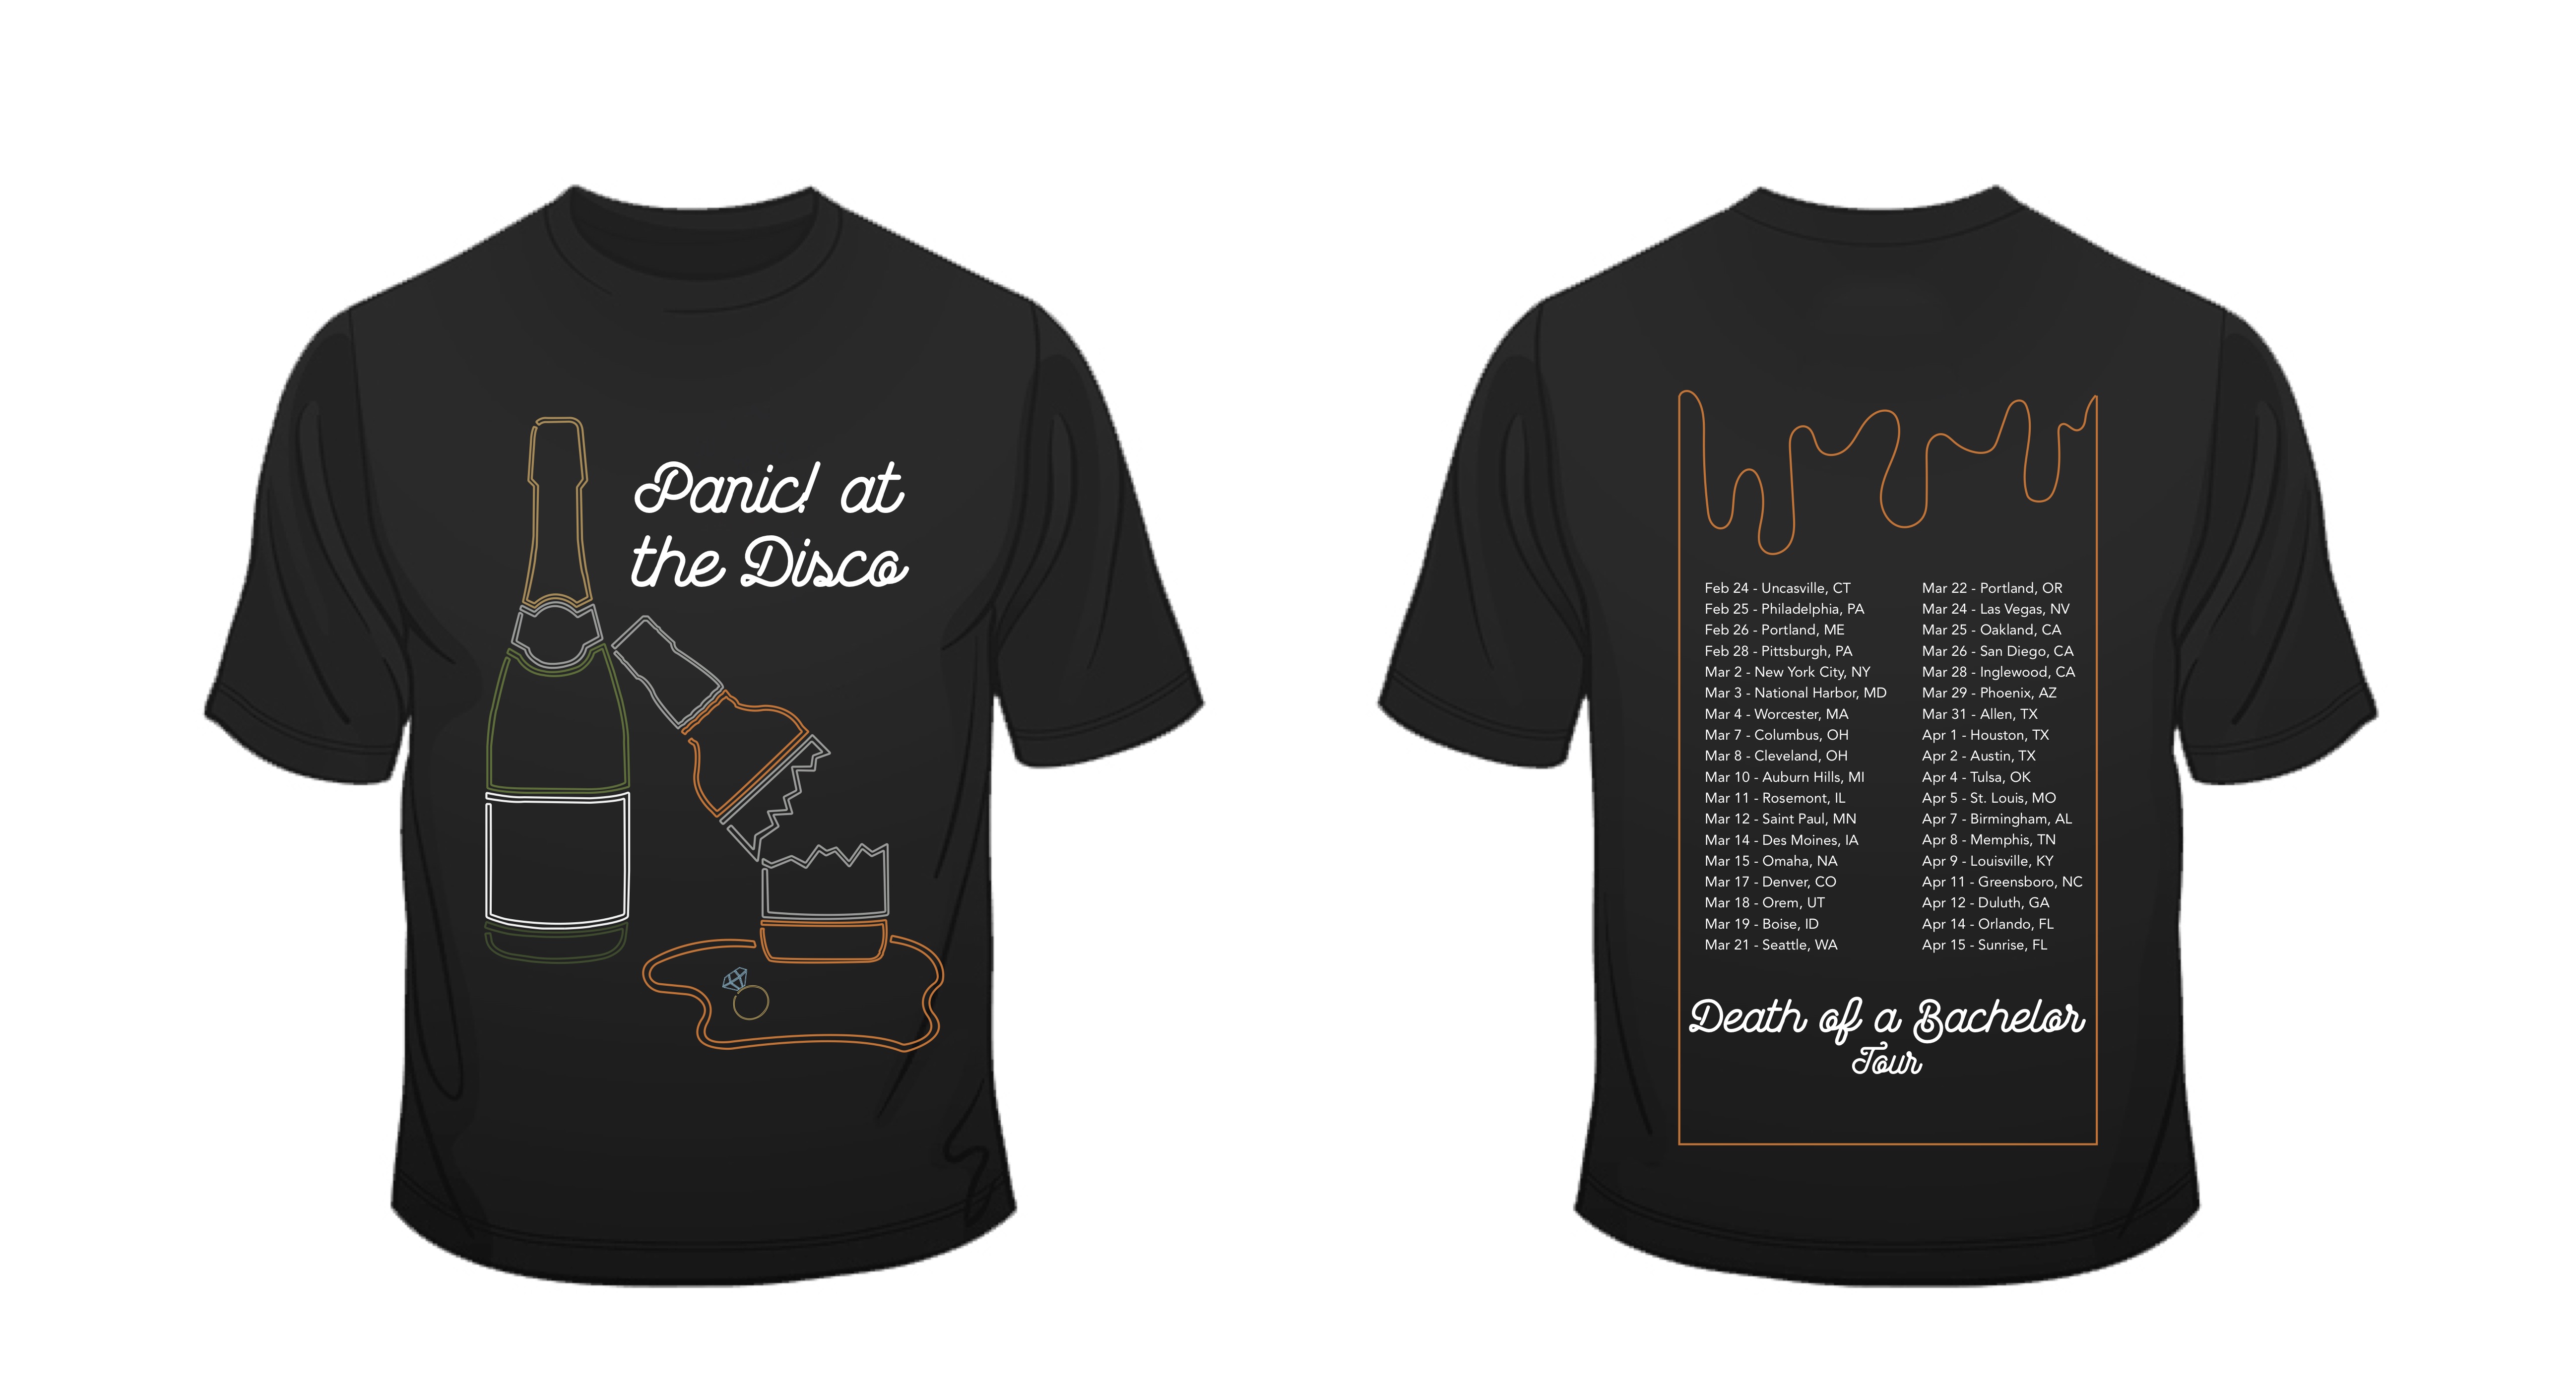 Panic! at
the Disco
Feb 24 - Uncasville, CT
Feb 25 - Philadelphia, PA
Feb 26 - Portland, ME
Feb 28 - Pittsburgh, PA
Mar 2 - New York City, NY
Mar 3 - National Harbor, MD
Mar 4 - Worcester, MA
Mar 7 - Columbus, OH
Mar 8 - Cleveland, OH
Mar 10 - Auburn Hills, MI
Mar 11 - Rosemont, IL
Mar 12 - Saint Paul, MN
Mar 14 - Des Moines, IA
Mar 15 - Omaha, NA
Mar 17 - Denver, CO
Mar 18 - Orem, UT
Mar 19 - Boise, ID
Mar 21 - Seattle, WA
Mar 22 - Portland, OR
Mar 24 - Las Vegas, NV
Mar 25 - Oakland, CA
Mar 26 - San Diego, CA
Mar 28 - Inglewood, CA
Mar 29 - Phoenix, AZ
Mar 31 - Allen, TX
Apr 1 - Houston, TX
Apr 2 - Austin, TX
Apr 4 - Tulsa, OK
Apr 5 - St. Louis, MO
Apr 7 - Birmingham, AL
Apr 8 - Memphis, TN
Apr 9 - Louisville, KY
Apr 11 - Greensboro, NC
Apr 12 - Duluth, GA
Apr 14 - Orlando, FL
Apr 15 - Sunrise, FL
Death of a Bachelor
Tour